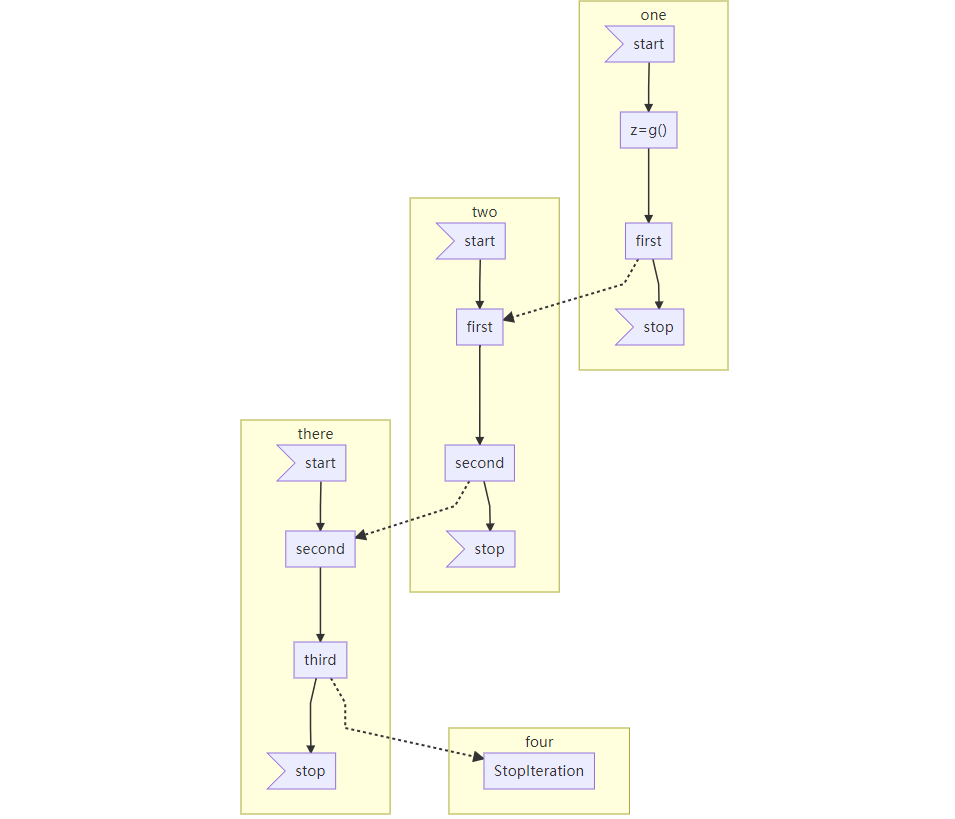 one
start
z=g()
first
stop
two
start
first
second
stop
there
start
second
third
stop
four
StopIteration